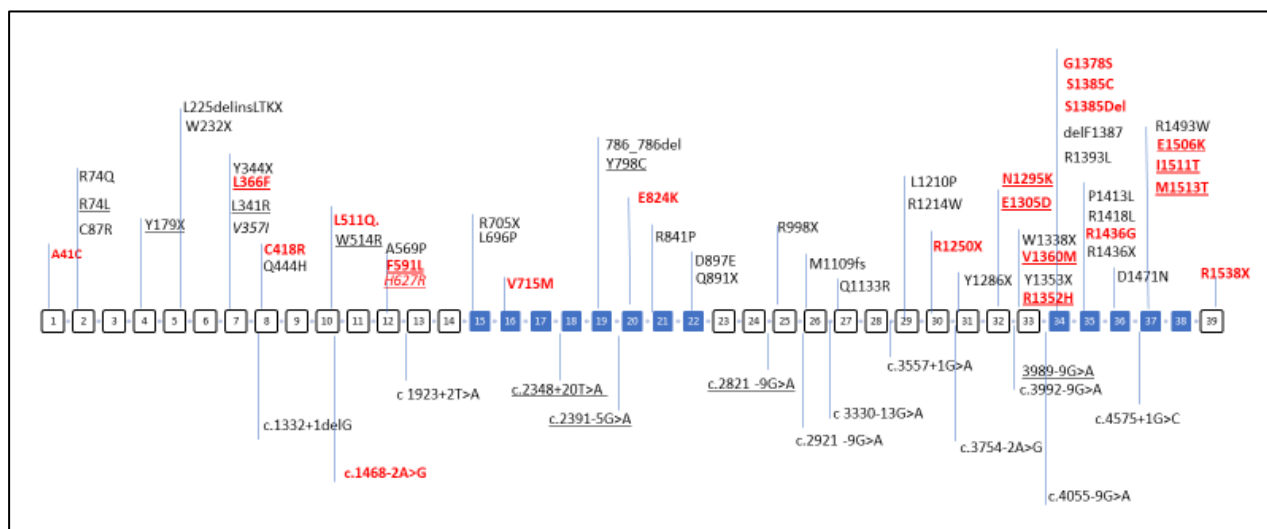 G1378S
S1385C
S1385Del
delF1387
R1393L
L225delinsLTKX
W232X
R1493W
E1506K
I1511T
M1513T
786_786del
Y798C
R74Q
R74L
C87R
Y344X
L366F
L341R
V357I
L1210P
R1214W
N1295K
E1305D
P1413L
R1418L
R1436G
R1436X
E824K
Y179X
L511Q.
W514R
R705X
L696P
R841P
R998X
A41C
C418R
Q444H
A569P
F591L
H627R
V715M
D897E
Q891X
M1109fs
Q1133R
R1250X
Y1286X
W1338X
V1360M
Y1353X
R1352H
D1471N
R1538X
1 2 3 4 5 6 7 8 9 10 11 12 13 14 15 16 17 18 19 20 21 22 23 24 25 26 27 28 29 30 31 32 33 34 35 36 37 38 39
c.1332+1delG
c.1468-2A>G
c 1923+2T>A
c.2348+20T>A
c.2391-5G>A
c.2821 -9G>A
c.2921 -9G>A
c 3330-13G>A
c.3557+1G>A
c.3754-2A>G
3989-9G>A
c.3992-9G>A
c.4055-9G>A
c.4575+1G>C